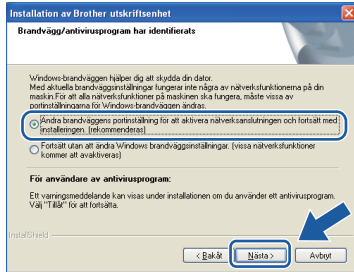 Installation av Brother utskriftsenhet
Brandvägg/antivirusprogram har identifierats
Windows-brandväggen hjälper dig att skydda din dator.
Med aktuella brandväggsinställningar fungerar inte några av nätverksfunktionerna på din
maskin.För att alla nätverksfunktioner på maskinen ska fungera, måste vissa av
portinställningarna för Windows-brandväggen ändras.
Ändra brandväggens portinställning för att aktivera nätverksanslutningen och fortsätt med
installeringen. (rekommenderas)
Fortsätt utan att ändra Windows brandväggsinställningar. (vissa nätverksfunktioner
kommer att avaktiveras)
För användare av antivirusprogram:
Ett varningsmeddelande kan visas under installationen om du använder ett antivirusprogram.
Välj "Tillåt" för att fortsätta.
InstallShield
< Bakåt Nästa > Avbryt